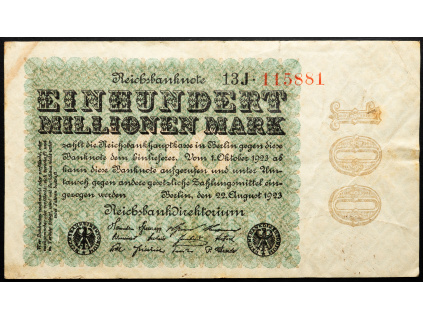 Reichsbanknote 13J·115881
EINHUNDERT
MILLIONEN MARK
zahlt die Reichsbankhauptkasse in Berlin gegen diese
Banknote dem Einlieferer. Vom 1. Oktober 1923 ab
kann diese Banknote aufgerufen und unter Um-
tausch gegen andere gesetzliche Zahlungsmittel ein-
gezogen werden Berlin, den 22. August 1923
Reichsbankdirektorium
100